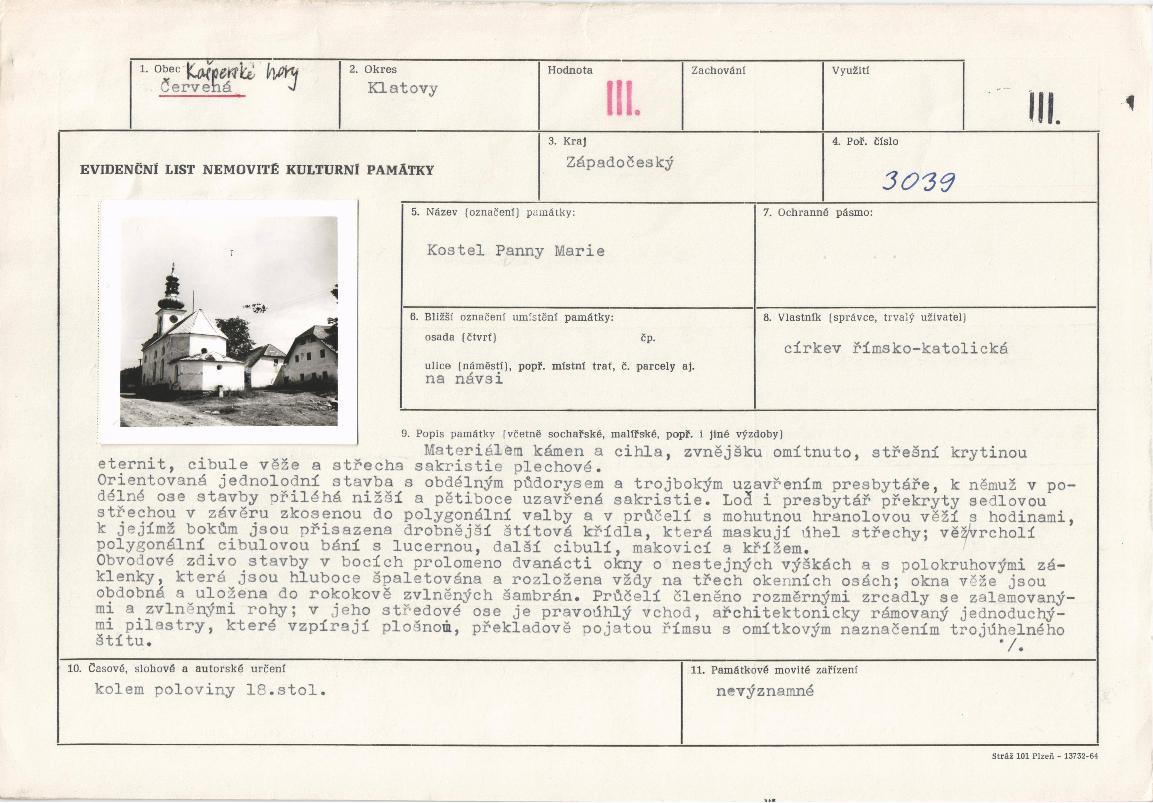 1. Obec Kašperské hory
Červená
2. Okres
Klatovy
Hodnota
III.
Zachování
Využití
III.
EVIDENČNÍ LIST NEMOVITÉ KULTURNÍ PAMÁTKY
3. Kraj
Západočeský
4. Poř. číslo
3039
5. Název (označení) památky:
Kostel Panny Marie
7. Ochranné pásmo:
6. Bližší označení umístění památky:
osada (čtvrť) čp.
ulice (náměstí), popř. místní trať, č. parcely aj.
na návsi
8. Vlastník (správce, trvalý uživatel)
církev římsko-katolická
9. Popis památky (včetně sochařské, malířské, popř. i jiné výzdoby)
Materiálem kámen a cihla, zvnějšku omítnuto, střešní krytinou
eternit, cibule věže a střecha sakristie plechové.
Orientovaná jednolodní stavba s obdélným půdorysem a trojbokým uzavřením presbytáře, k němuž v po-
délné ose stavby přiléhá nižší a pětiboce uzavřená sakristie. Loď i presbytář překryty sedlovou
střechou v závěru zkosenou do polygonální valby a v průčelí s mohutnou hranolovou věží s hodinami,
k jejímž bokům jsou přisazena drobnější štítová křídla, která maskují úhel střechy; věž/vrcholí
polygonální cibulovou bání s lucernou, další cibulí, makovicí a křížem.
Obvodové zdivo stavby v bocích prolomeno dvanácti okny o nestejných výškách a s polokruhovými zá-
klenky, která jsou hluboce špaletována a rozložena vždy na třech okenních osách; okna věže jsou
obdobná a uložena do rokokově zvlněných šambrán. Průčelí členěno rozměrnými zrcadly se zalamovaný-
mi a zvlněnými rohy; v jeho středové ose je pravoúhlý vchod, architektonicky rámovaný jednoduchý-
mi pilastry, které vzpírají plošnou, překladově pojatou římsu s omítkovým naznačením trojúhelného
štítu. ./.
10. Časové, slohové a autorské určení
kolem poloviny 18.stol.
11. Památkové movité zařízení
nevýznamné
Stráž 101 Plzeň - 13732-64